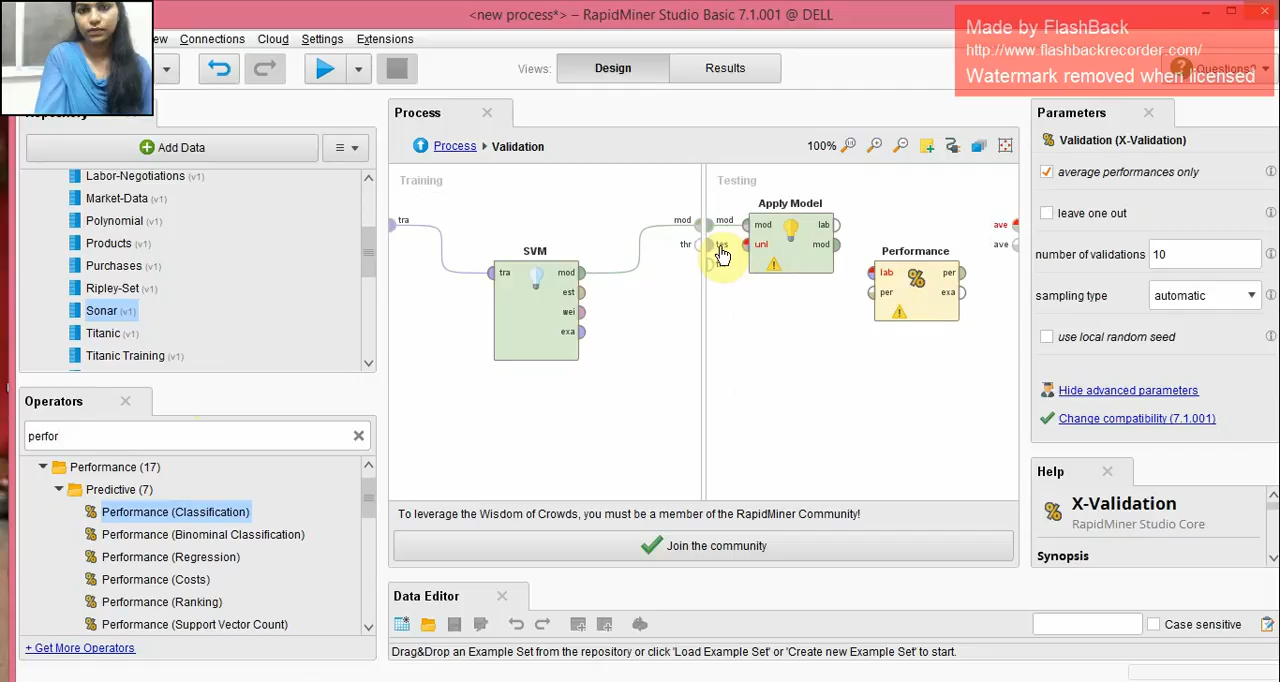 <new process*> – RapidMiner Studio Basic 7.1.001 @ DELL
Made by FlashBack
http://www.flashbackrecorder.com/
Watermark removed when licensed
ew Connections Cloud Extension
Views: Design Results Questions?
Process
Parameters
Add Data
Process Validation
100%
Validation (X-Validation)
Labor-Negotiations (v1)
Market-Data (v1)
Polynomial (v1)
Products (v1)
Purchases (v1)
Ripley-Set (v1)
Sonar (v1)
Titanic (v1)
Titanic Training (v1)
Training
Testing
tra
SVM
tra mod
est
wei
exa
mod
thr
mod
tes
Apply Model
mod lab
unl mod
Performance
lab per
per exa
ave
ave
average performances only
leave one out
number of validations 10
sampling type automatic
use local random seed
Hide advanced parameters
Change compatibility (7.1.001)
Operators
perfor
Performance (17)
Predictive (7)
Performance (Classification)
Performance (Binominal Classification)
Performance (Regression)
Performance (Costs)
Performance (Ranking)
Performance (Support Vector Count)
+ Get More Operators
To leverage the Wisdom of Crowds, you must be a member of the RapidMiner Community!
Join the community
Help
X-Validation
RapidMiner Studio Core
Synopsis
Data Editor
Case sensitive
Drag&Drop an Example Set from the repository or click 'Load Example Set' or 'Create new Example Set' to start.